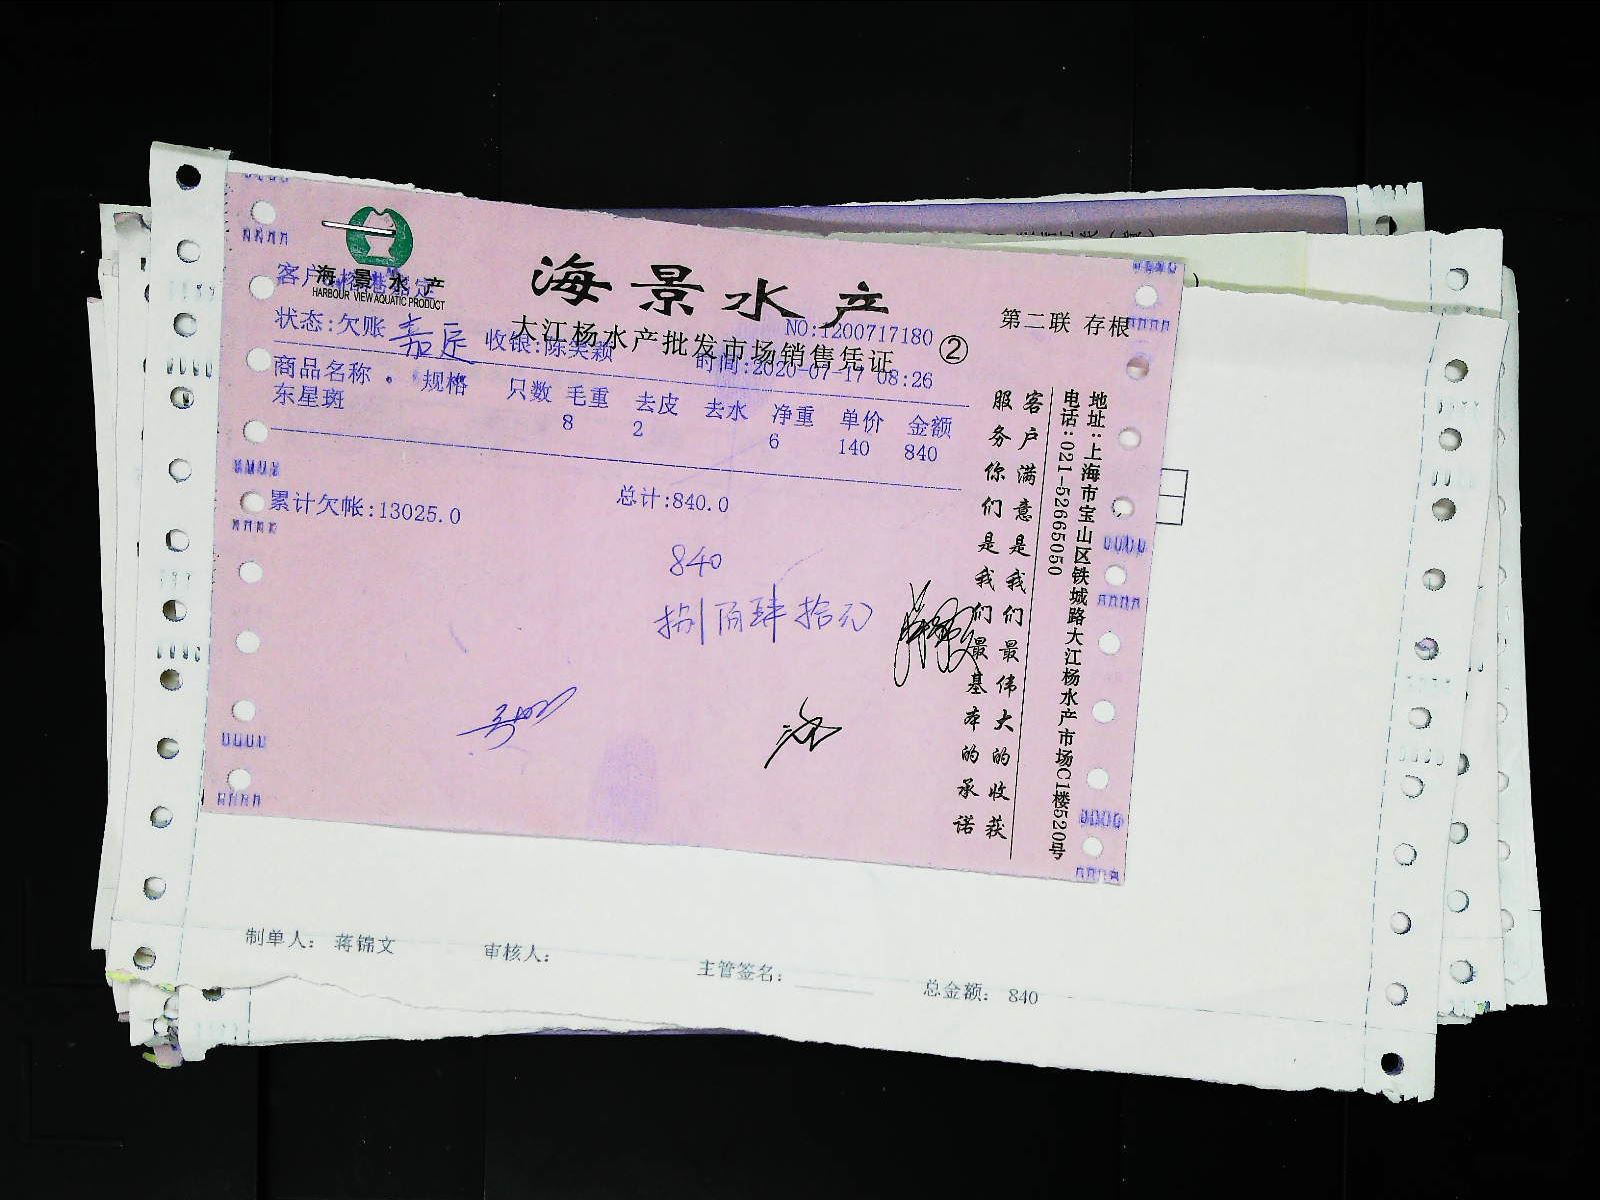 海景水产
HARBOUR VIEW AQUATIC PRODUCT
海景水产
大江杨水产批发市场销售凭证
②
第二联 存根
NO:1200717180
状态:欠账 嘉定 收银:陈美颖
时间:2020-07-17 08:26
商品名称 规格 只数 毛重 去皮 去水 净重 单价 金额
东星斑 8 2 6 140 840
累计欠帐:13025.0 总计:840.0
840
捌佰肆拾元
地址:上海市宝山区铁城路大江杨水产市场C1楼520号
电话:021-52665050
客户满意是我们最伟大的收获
服务你们是我们最基本的承诺
制单人: 蒋锦文 审核人: 主管签名: 总金额: 840